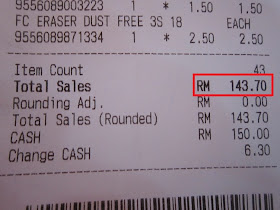 9556089003223 1 * 1.50 1.50
FC ERASER DUST FREE 3S 18 EACH
9556089871334 1 * 2.50 2.50
Item Count 43
Total Sales RM 143.70
Rounding Adj. RM 0.00
Total Sales (Rounded) RM 143.70
CASH RM 150.00
Change CASH 6.30